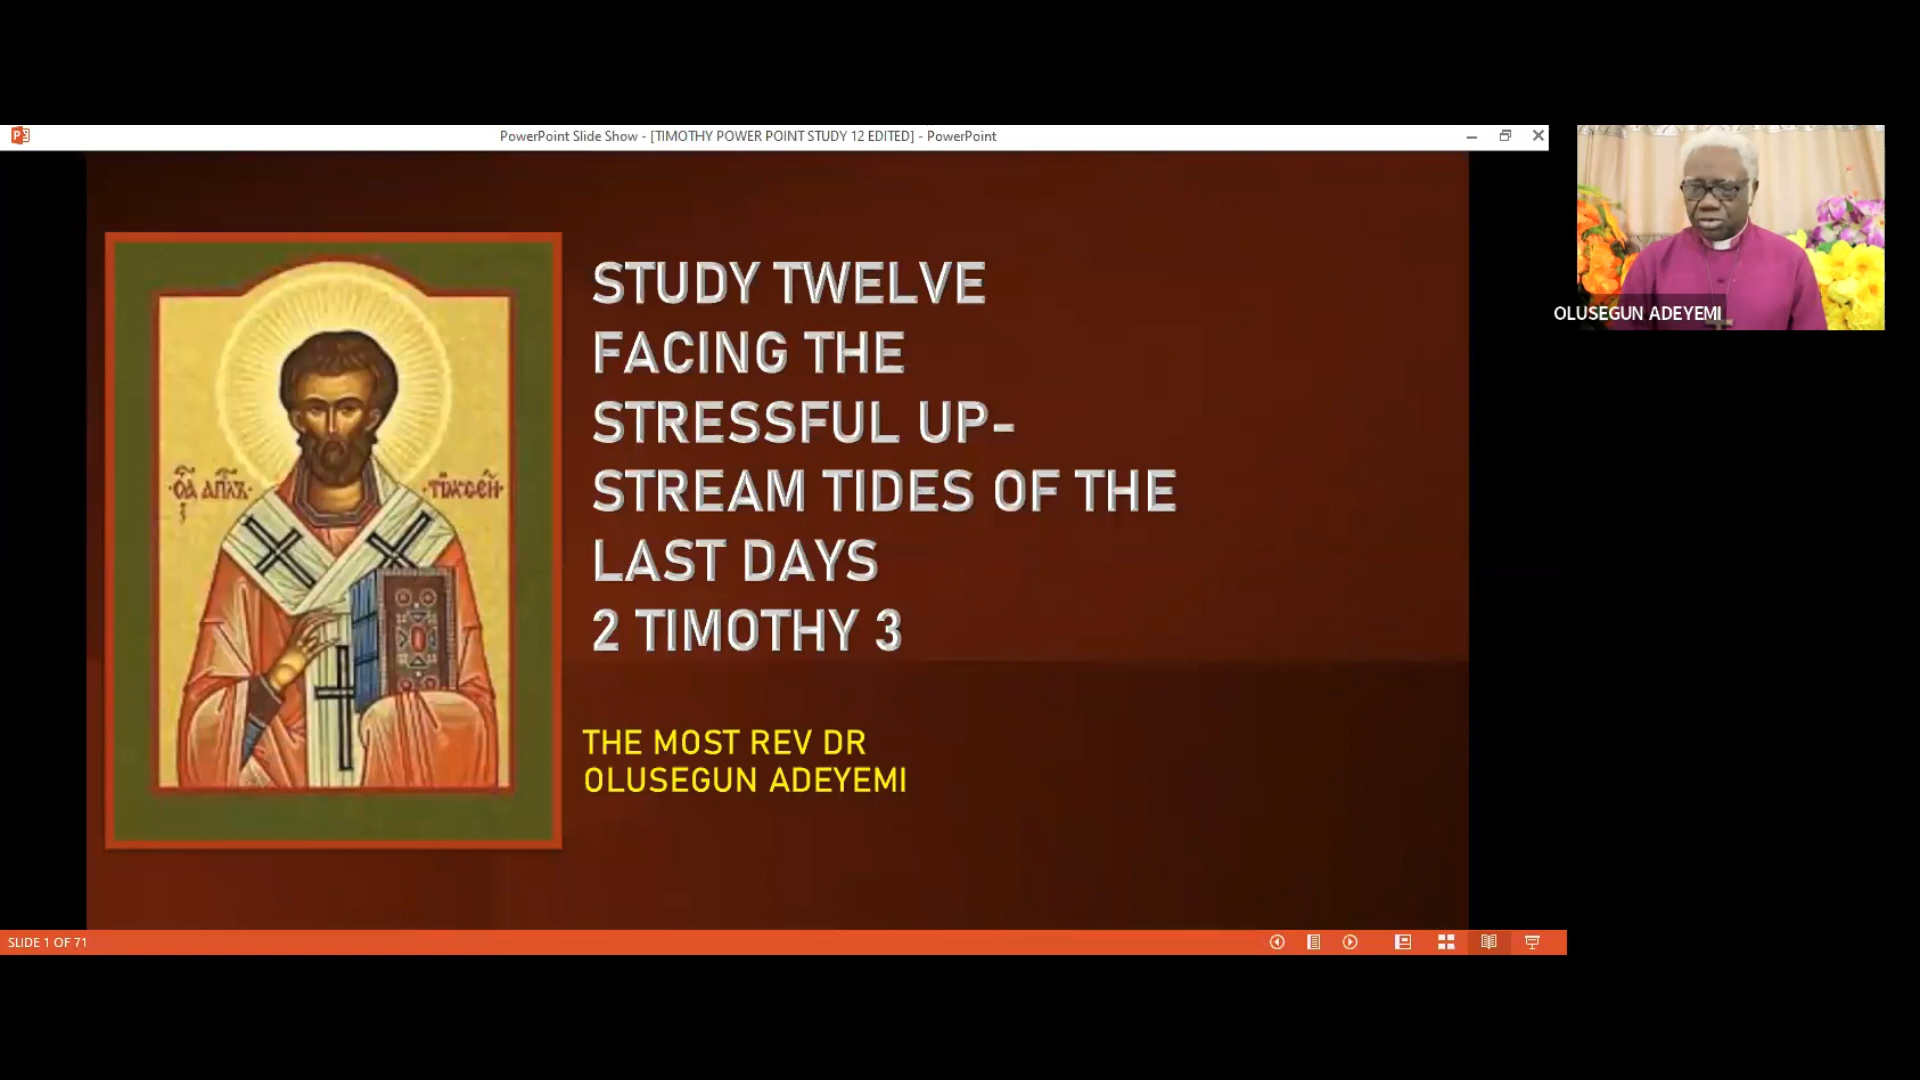 PowerPoint Slide Show - [TIMOTHY POWER POINT STUDY 12 EDITED] - PowerPoint
STUDY TWELVE
FACING THE
STRESSFUL UP-
STREAM TIDES OF THE
LAST DAYS
2 TIMOTHY 3
THE MOST REV DR
OLUSEGUN ADEYEMI
OLUSEGUN ADEYEMI
SLIDE 1 OF 71